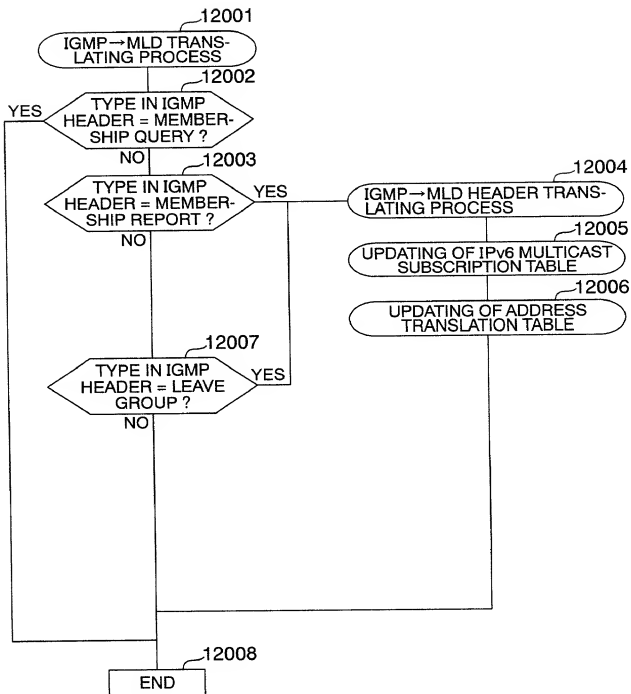 12001
IGMP→MLD TRANS-
LATING PROCESS
12002
YES
TYPE IN IGMP
HEADER = MEMBER-
SHIP QUERY ?
NO
12003
TYPE IN IGMP
HEADER = MEMBER-
SHIP REPORT ?
YES
NO
12004
IGMP→MLD HEADER TRANS-
LATING PROCESS
12005
UPDATING OF IPv6 MULTICAST
SUBSCRIPTION TABLE
12006
UPDATING OF ADDRESS
TRANSLATION TABLE
12007
TYPE IN IGMP
HEADER = LEAVE
GROUP ?
YES
NO
12008
END